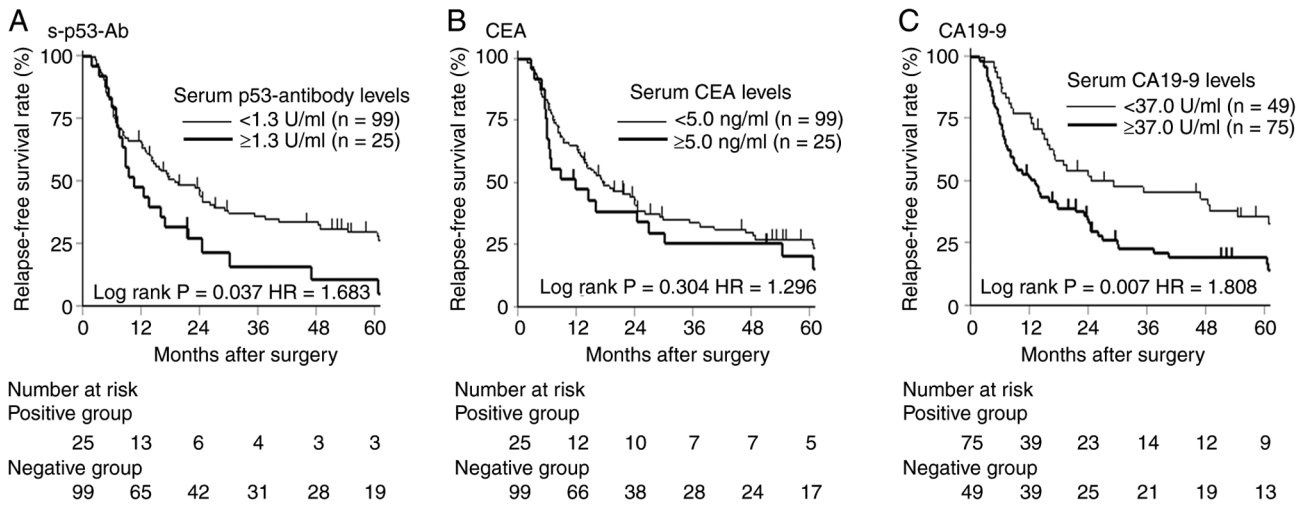 A
s-p53-Ab
Relapse-free survival rate (%)
100
75
50
25
0
Serum p53-antibody levels
<1.3 U/ml (n = 99)
≥1.3 U/ml (n = 25)
Log rank P = 0.037 HR = 1.683
0 12 24 36 48 60
Months after surgery
Number at risk
Positive group
25 13 6 4 3 3
Negative group
99 65 42 31 28 19
B
CEA
Relapse-free survival rate (%)
100
75
50
25
0
Serum CEA levels
<5.0 ng/ml (n = 99)
≥5.0 ng/ml (n = 25)
Log rank P = 0.304 HR = 1.296
0 12 24 36 48 60
Months after surgery
Number at risk
Positive group
25 12 10 7 7 5
Negative group
99 66 38 28 24 17
C
CA19-9
Relapse-free survival rate (%)
100
75
50
25
0
Serum CA19-9 levels
<37.0 U/ml (n = 49)
≥37.0 U/ml (n = 75)
Log rank P = 0.007 HR = 1.808
0 12 24 36 48 60
Months after surgery
Number at risk
Positive group
75 39 23 14 12 9
Negative group
49 39 25 21 19 13